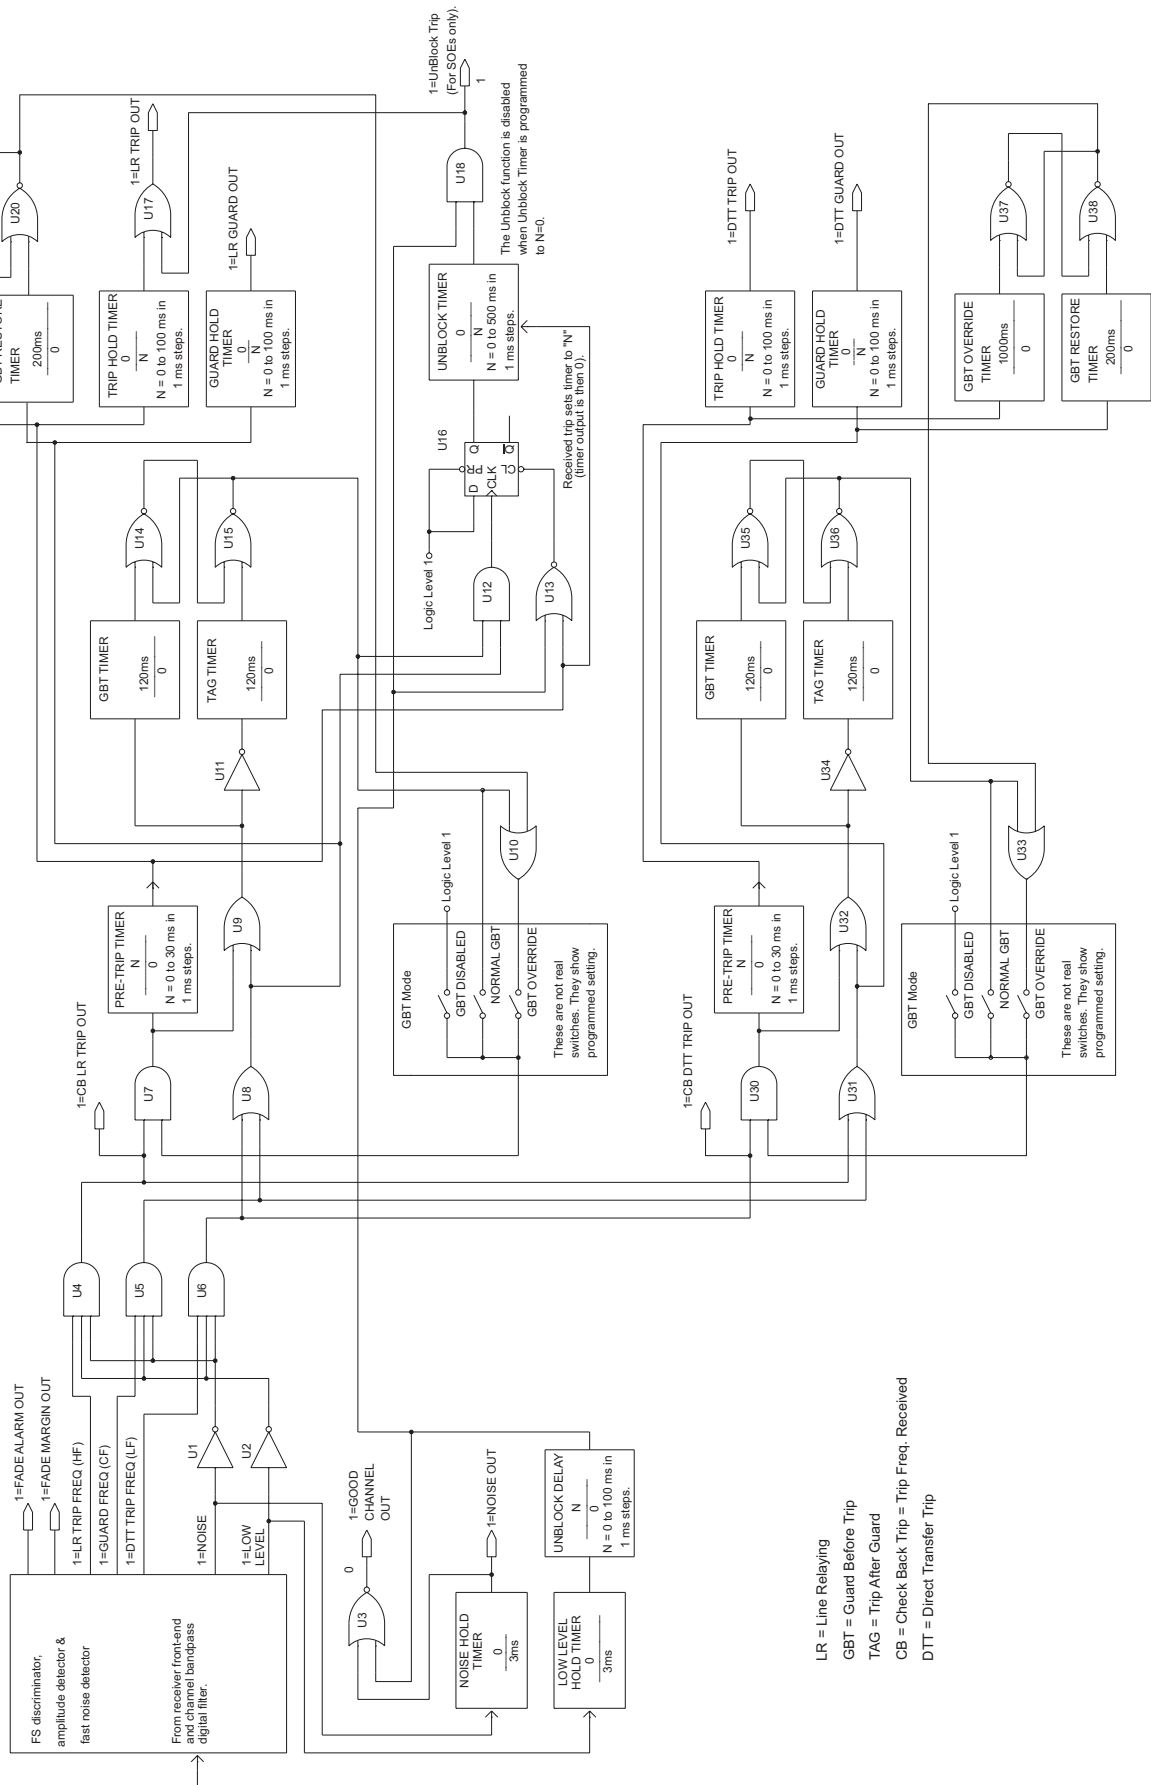 FS discriminator,
amplitude detector &
fast noise detector
From receiver front-end
and channel bandpass
digital filter.
1=FADE ALARM OUT
1=FADE MARGIN OUT
1=LR TRIP FREQ (HF)
1=GUARD FREQ (CF)
1=DTT TRIP FREQ (LF)
1=NOISE
1=LOW
LEVEL
U1
U2
U4
U5
U6
U3
0
1=GOOD
CHANNEL
OUT
NOISE HOLD
TIMER
0
3ms
1=NOISE OUT
LOW LEVEL
HOLD TIMER
0
3ms
UNBLOCK DELAY
N
0
N = 0 to 100 ms in
1 ms steps.
1=CB LR TRIP OUT
U7
U8
PRE-TRIP TIMER
N
0
N = 0 to 30 ms in
1 ms steps.
U9
U11
GBT TIMER
120ms
0
TAG TIMER
120ms
0
U14
U15
TIMER
200ms
0
U20
TRIP HOLD TIMER
0
N
N = 0 to 100 ms in
1 ms steps.
U17
1=LR TRIP OUT
GUARD HOLD
TIMER
0
N
N = 0 to 100 ms in
1 ms steps.
1=LR GUARD OUT
GBT Mode
GBT DISABLED
NORMAL GBT
GBT OVERRIDE
Logic Level 1
These are not real
switches. They show
programmed setting.
U10
Logic Level 1
U12
U13
U16
D
PR
Q
CLK
CL
Q
UNBLOCK TIMER
0
N
N = 0 to 500 ms in
1 ms steps.
U18
1=UnBlock Trip
(For SOEs only).
1
The Unblock function is disabled
when Unblock Timer is programmed
to N=0.
Received trip sets timer to "N"
(timer output is then 0).
1=CB DTT TRIP OUT
U30
U31
PRE-TRIP TIMER
N
0
N = 0 to 30 ms in
1 ms steps.
U32
U34
GBT TIMER
120ms
0
TAG TIMER
120ms
0
U35
U36
TRIP HOLD TIMER
0
N
N = 0 to 100 ms in
1 ms steps.
1=DTT TRIP OUT
GUARD HOLD
TIMER
0
N
N = 0 to 100 ms in
1 ms steps.
1=DTT GUARD OUT
GBT OVERRIDE
TIMER
1000ms
0
GBT RESTORE
TIMER
200ms
0
U37
U38
GBT Mode
GBT DISABLED
NORMAL GBT
GBT OVERRIDE
Logic Level 1
These are not real
switches. They show
programmed setting.
U33
LR = Line Relaying
GBT = Guard Before Trip
TAG = Trip After Guard
CB = Check Back Trip = Trip Freq. Received
DTT = Direct Transfer Trip